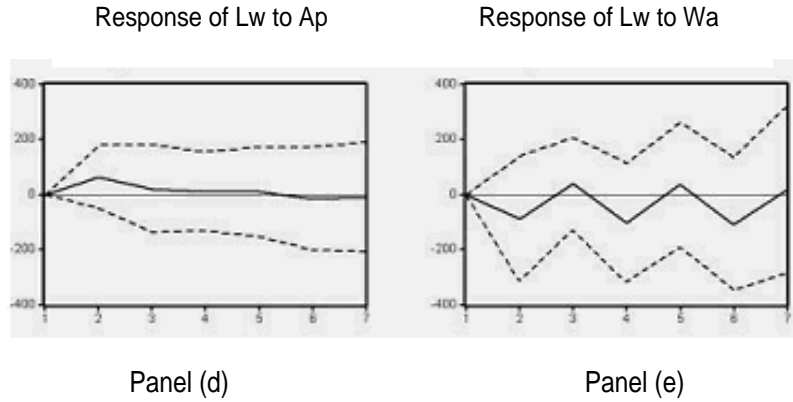 Response of Lw to Ap
Response of Lw to Wa
400
200
0
-200
-400
1 2 3 4 5 6 7
400
200
0
-200
-400
1 2 3 4 5 6 7
Panel (d)
Panel (e)